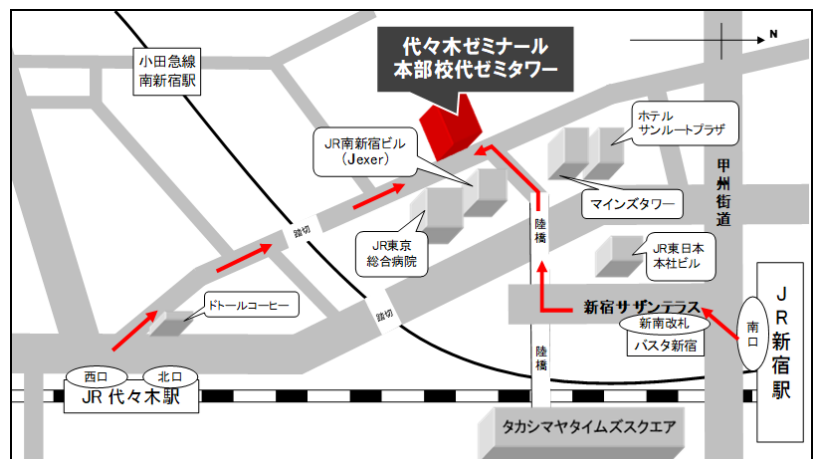 代々木ゼミナール
本部校代ゼミタワー
N
小田急線
南新宿駅
ホテル
サンルートプラザ
JR南新宿ビル
(Jexer)
甲州街道
マインズタワー
踏切
JR東京
総合病院
陸橋
JR東日本
本社ビル
ドトールコーヒー
踏切
新宿サザンテラス
新南改札
バスタ新宿
南口
JR新宿駅
陸橋
西口
北口
JR 代々木駅
タカシマヤタイムズスクエア